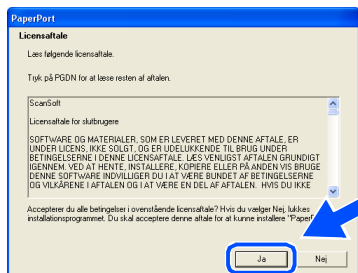 PaperPort
Licensaftale
Læs følgende licensaftale.
Tryk på PGDN for at læse resten af aftalen.
ScanSoft
Licensaftale for slutbrugere
SOFTWARE OG MATERIALER, SOM ER LEVERET MED DENNE AFTALE, ER
UNDER LICENS, IKKE SOLGT, OG ER UDELUKKENDE TIL BRUG UNDER
BETINGELSERNE I DENNE LICENSAFTALE. LÆS VENLIGST AFTALEN GRUNDIGT
IGENNEM. VED AT HENTE, INSTALLERE, KOPIERE ELLER PÅ ANDEN VIS BRUGE
DENNE SOFTWARE INDVILLIGER DU I AT VÆRE BUNDET AF BETINGELSERNE
OG VILKÅRENE I AFTALEN OG I AT VÆRE EN DEL AF AFTALEN. HVIS DU IKKE
Accepterer du alle betingelser i ovenstående licensaftale? Hvis du vælger Nej, lukkes
installationsprogrammet. Du skal acceptere denne aftale for at kunne installere
Ja
Nej